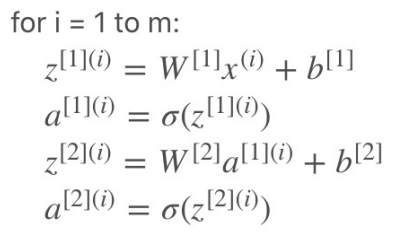 for i = 1 to m:
z[1](i) = W[1]x(i) + b[1]
a[1](i) = σ(z[1](i))
z[2](i) = W[2]a[1](i) + b[2]
a[2](i) = σ(z[2](i))